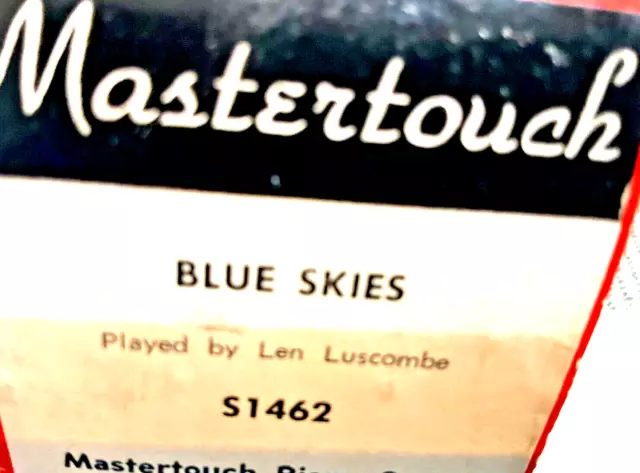 Mastertouch
BLUE SKIES
Played by Len Luscombe
S1462
Mastertouch